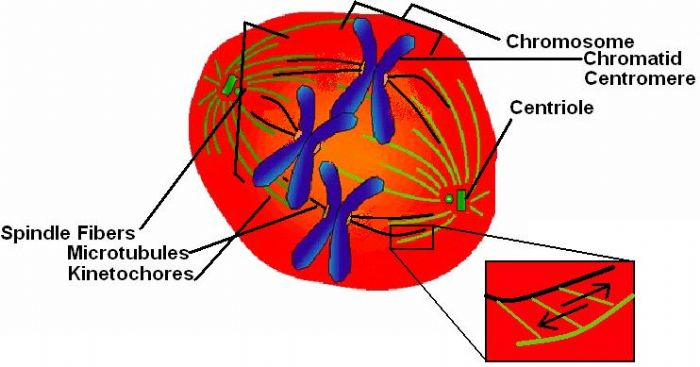 Chromosome
Chromatid
Centromere
Centriole
Spindle Fibers
Microtubules
Kinetochores